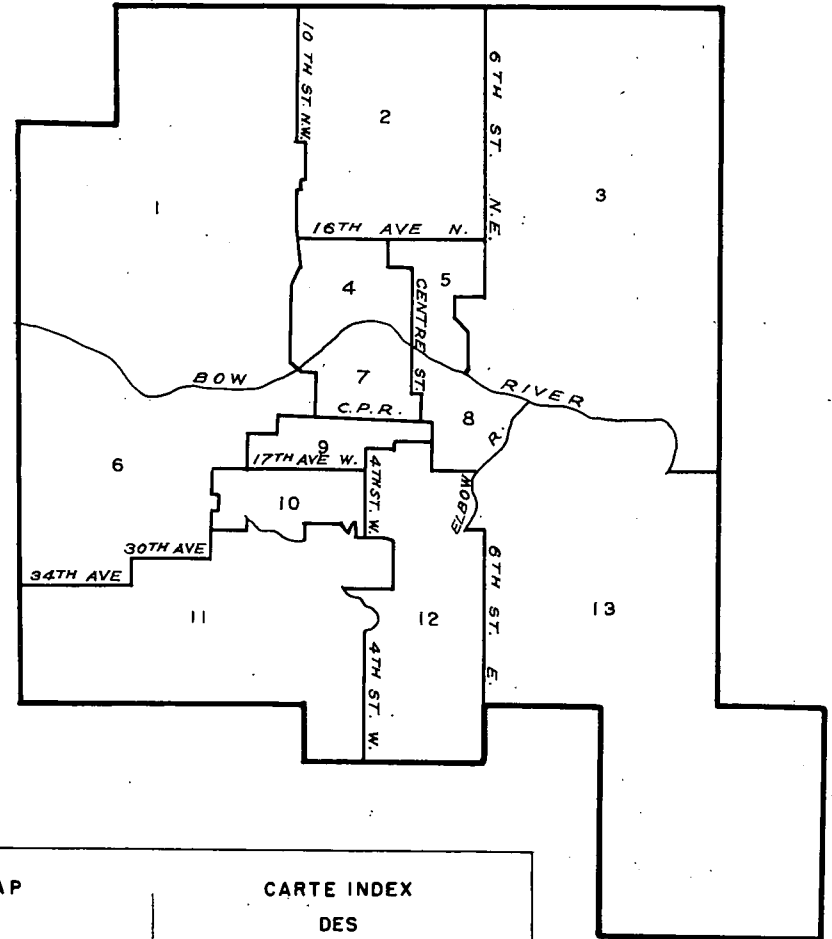 10 TH ST. N.W.
2
6 TH ST. N.E.
3
1
16TH AVE N.
4
5
CENTRE ST.
BOW
RIVER
7
C.P.R.
8
ELBOW R.
6
9
17TH AVE W.
4TH ST. W.
10
30TH AVE
34TH AVE
11
12
13
6TH ST. E.
4TH ST. W.
AP
CARTE INDEX
DES